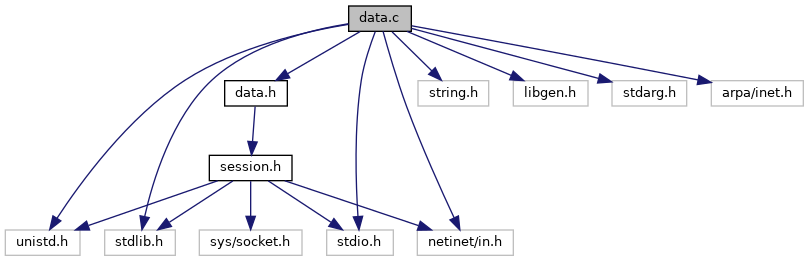 data.c
data.h
string.h
libgen.h
stdarg.h
arpa/inet.h
session.h
unistd.h
stdlib.h
sys/socket.h
stdio.h
netinet/in.h